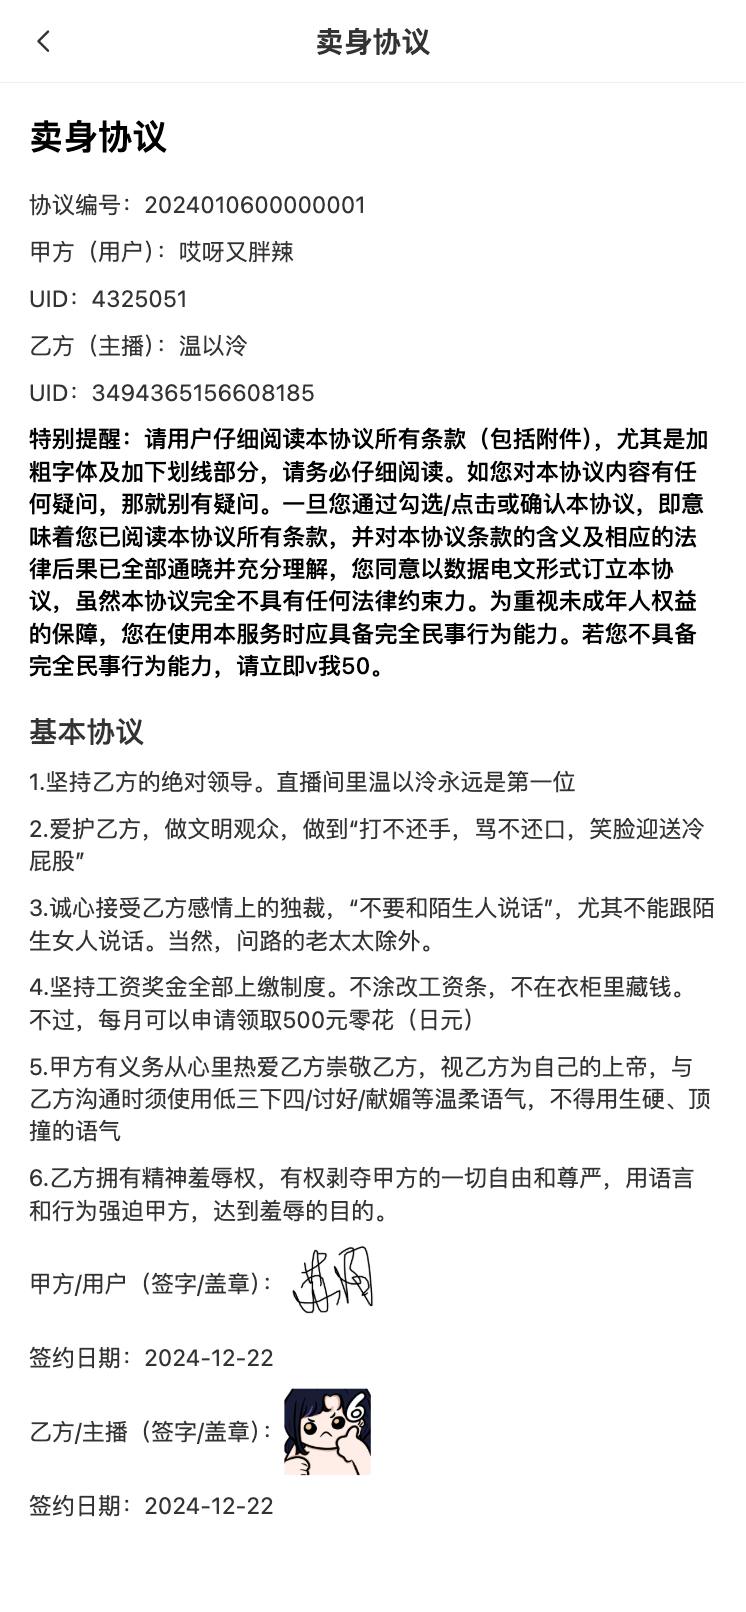 卖身协议
卖身协议
协议编号：2024010600000001
甲方（用户）：哎呀又胖辣
UID：4325051
乙方（主播）：温以泠
UID：3494365156608185
特别提醒：请用户仔细阅读本协议所有条款（包括附件），尤其是加
粗字体及加下划线部分，请务必仔细阅读。如您对本协议内容有任
何疑问，那就别有疑问。一旦您通过勾选/点击或确认本协议，即意
味着您已阅读本协议所有条款，并对本协议条款的含义及相应的法
律后果已全部通晓并充分理解，您同意以数据电文形式订立本协
议，虽然本协议完全不具有任何法律约束力。为重视未成年人权益
的保障，您在使用本服务时应具备完全民事行为能力。若您不具备
完全民事行为能力，请立即v我50。
基本协议
1.坚持乙方的绝对领导。直播间里温以泠永远是第一位
2.爱护乙方，做文明观众，做到“打不还手，骂不还口，笑脸迎送冷
屁股”
3.诚心接受乙方感情上的独裁，“不要和陌生人说话”，尤其不能跟陌
生女人说话。当然，问路的老太太除外。
4.坚持工资奖金全部上缴制度。不涂改工资条，不在衣柜里藏钱。
不过，每月可以申请领取500元零花（日元）
5.甲方有义务从心里热爱乙方崇敬乙方，视乙方为自己的上帝，与
乙方沟通时须使用低三下四/讨好/献媚等温柔语气，不得用生硬、顶
撞的语气
6.乙方拥有精神羞辱权，有权剥夺甲方的一切自由和尊严，用语言
和行为强迫甲方，达到羞辱的目的。
甲方/用户（签字/盖章）：
签约日期：2024-12-22
乙方/主播（签字/盖章）：
6
签约日期：2024-12-22